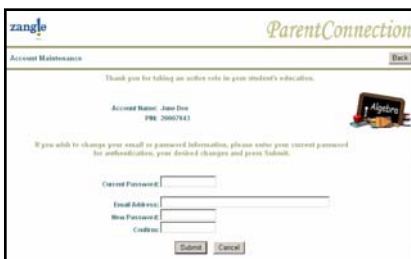 zangle
ParentConnection
Account Maintenance
Back
Thank you for taking an active role in your student's education.
Account Name: Jane Doe
PIN: 20007843
Algebra
If you wish to change your email or password information, please enter your current password
for authentication, your desired changes and press Submit.
Current Password:
Email Address:
New Password:
Confirm:
Submit
Cancel